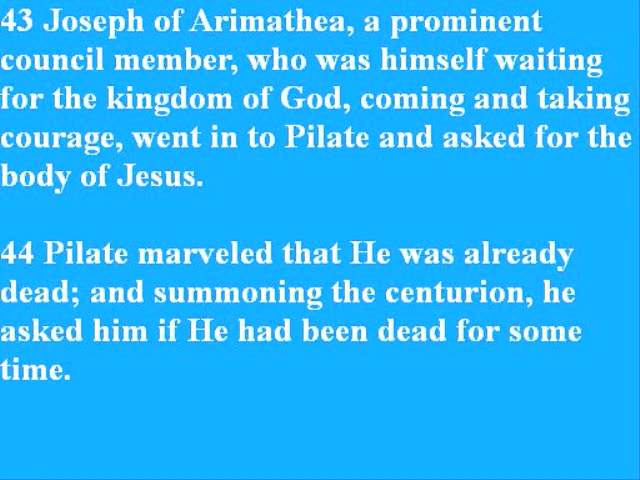 43 Joseph of Arimathea, a prominent
council member, who was himself waiting
for the kingdom of God, coming and taking
courage, went in to Pilate and asked for the
body of Jesus.
44 Pilate marveled that He was already
dead; and summoning the centurion, he
asked him if He had been dead for some
time.